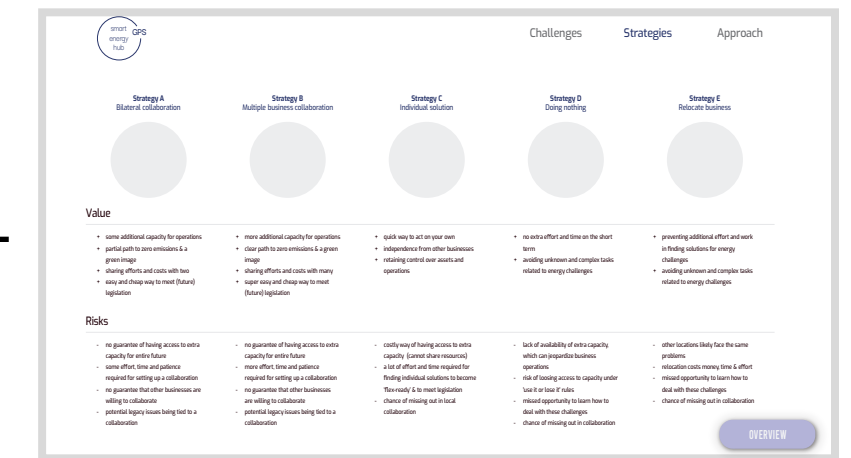 smart
energy
hub
GPS
Challenges
Strategies
Approach
Strategy A
Bilateral collaboration
Strategy B
Multiple business collaboration
Strategy C
Individual solution
Strategy D
Doing nothing
Strategy E
Relocate business
Value
+ some additional capacity for operations
+ partial path to zero emissions & a
green image
+ sharing efforts and costs with two
+ easy and cheap way to meet (future)
legislation
+ more additional capacity for operations
+ clear path to zero emissions & a green
image
+ sharing efforts and costs with many
+ super easy and cheap way to meet
(future) legislation
+ quick way to act on your own
+ independence from other businesses
+ retaining control over assets and
operations
+ no extra effort and time on the short
term
+ avoiding unknown and complex tasks
related to energy challenges
+ preventing additional effort and work
in finding solutions for energy
challenges
+ avoiding unknown and complex tasks
related to energy challenges
Risks
- no guarantee of having access to extra
capacity for entire future
- some effort, time and patience
required for setting up a collaboration
- no guarantee that other businesses are
willing to collaborate
- potential legacy issues being tied to a
collaboration
- no guarantee of having access to extra
capacity for entire future
- more effort, time and patience
required for setting up a collaboration
- no guarantee that other businesses
are willing to collaborate
- potential legacy issues being tied to a
collaboration
- costly way of having access to extra
capacity (cannot share resources)
- a lot of effort and time required for
finding individual solutions to become
'flex-ready' & to meet legislation
- chance of missing out in local
collaboration
- lack of availability of extra capacity,
which can jeopardize business
operations
- risk of loosing access to capacity under
'use it or lose it' rules
- missed opportunity to learn how to
deal with these challenges
- chance of missing out in collaboration
- other locations likely face the same
problems
- relocation costs money, time & effort
- missed opportunity to learn how to
deal with these challenges
- chance of missing out in collaboration
OVERVIEW